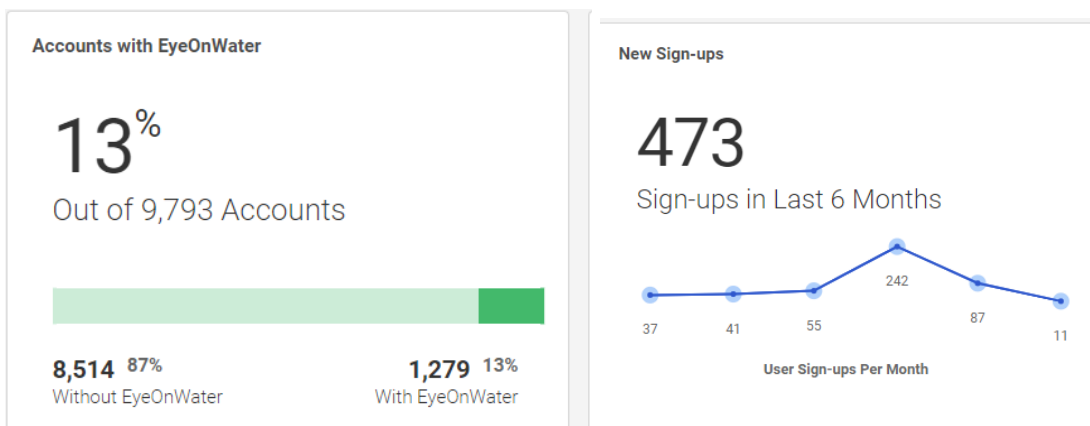 Accounts with EyeOnWater
13%
Out of 9,793 Accounts
8,514 87%
Without EyeOnWater
1,279 13%
With EyeOnWater
New Sign-ups
473
Sign-ups in Last 6 Months
37
41
55
242
87
11
User Sign-ups Per Month